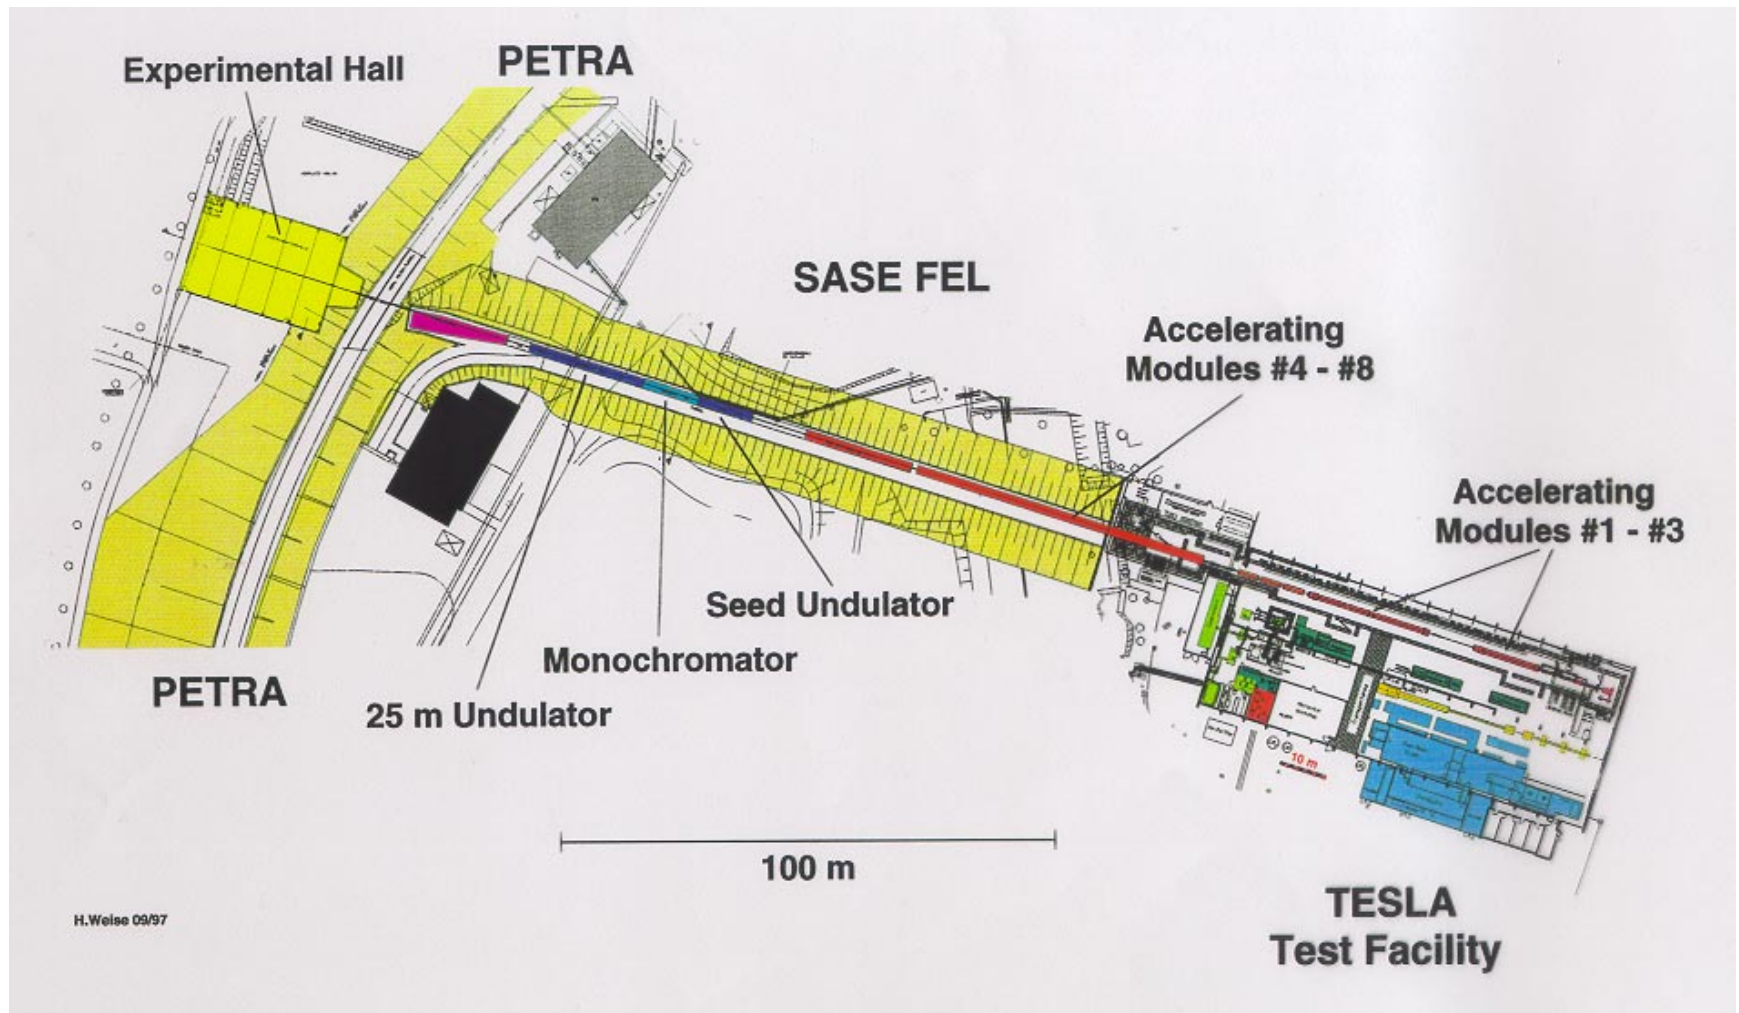 PETRA
Experimental Hall
SASE FEL
Accelerating
Modules #4 - #8
Accelerating
Modules #1 - #3
Seed Undulator
Monochromator
PETRA
25 m Undulator
10 m
100 m
TESLA
Test Facility
H.Weise 09/97